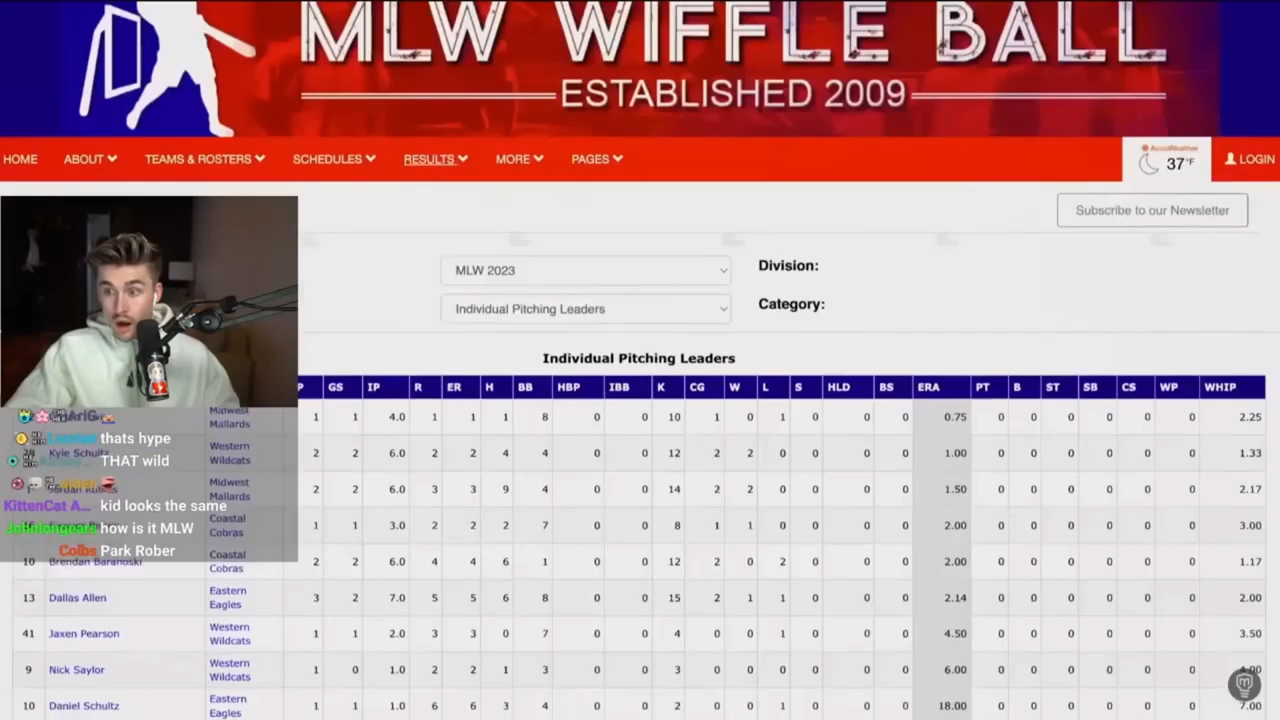 MLW WIFFLE BALL
ESTABLISHED 2009
HOME ABOUT TEAMS & ROSTERS SCHEDULES RESULTS MORE PAGES AccuWeather 37°F LOGIN
Subscribe to our Newsletter
MLW 2023 Division:
Individual Pitching Leaders Category:
Individual Pitching Leaders
P GS IP R ER H BB HBP IBB K CG W L S HLD BS ERA PT B ST SB CS WP WHIP
Midwest Mallards 1 1 4.0 1 1 1 8 0 0 10 1 0 1 0 0 0 0.75 0 0 0 0 0 0 2.25
Kyle Schultz Western Wildcats 2 2 6.0 2 2 4 4 0 0 12 2 2 0 0 0 0 1.00 0 0 0 0 0 0 1.33
Midwest Mallards 2 2 6.0 3 3 9 4 0 0 14 2 2 0 0 0 0 1.50 0 0 0 0 0 0 2.17
Coastal Cobras 1 1 3.0 2 2 2 7 0 0 8 1 0 0 0 0 0 2.00 0 0 0 0 0 0 3.00
10 Brendan Baranoski Coastal Cobras 2 2 6.0 4 4 6 1 0 0 12 2 0 2 0 0 0 2.00 0 0 0 0 0 0 1.17
13 Dallas Allen Eastern Eagles 3 2 7.0 5 5 6 8 0 0 15 2 1 1 0 0 0 2.14 0 0 0 0 0 0 2.00
41 Jaxen Pearson Western Wildcats 1 1 2.0 3 3 0 7 0 0 4 0 0 1 0 0 0 4.50 0 0 0 0 0 0 3.50
9 Nick Saylor Western Wildcats 1 0 1.0 2 2 1 3 0 0 3 0 0 0 0 0 0 6.00 0 0 0 0 0 0 4.00
10 Daniel Schultz Eastern Eagles 1 1 1.0 6 6 3 4 0 0 2 0 0 1 0 0 0 18.00 0 0 0 0 0 0 7.00
thats hype
THAT wild
KittenCat A... kid looks the same
how is it MLW
Colbs Park Rober